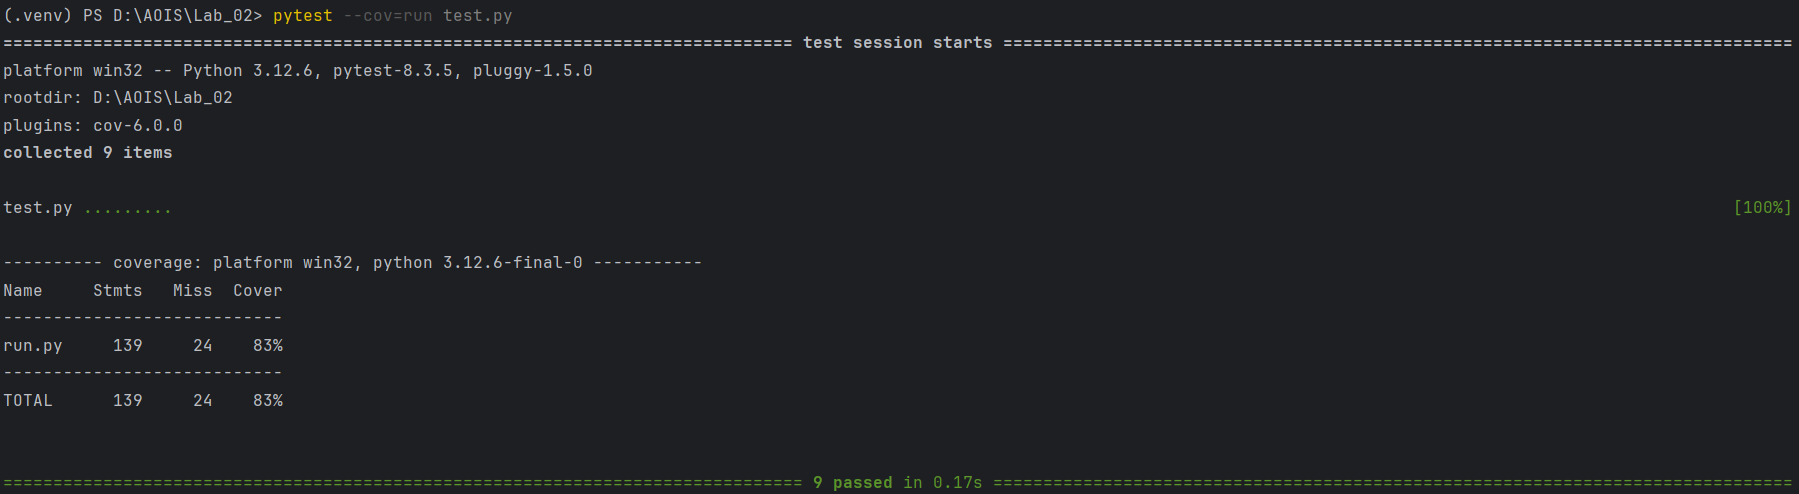 (.venv) PS D:\AOIS\Lab_02> pytest --cov=run test.py
=============================================================================== test session starts ===============================================================================
platform win32 -- Python 3.12.6, pytest-8.3.5, pluggy-1.5.0
rootdir: D:\AOIS\Lab_02
plugins: cov-6.0.0
collected 9 items
test.py ......... [100%]
---------- coverage: platform win32, python 3.12.6-final-0 -----------
Name     Stmts   Miss  Cover
----------------------------
run.py     139     24    83%
----------------------------
TOTAL      139     24    83%
================================================================================ 9 passed in 0.17s ================================================================================